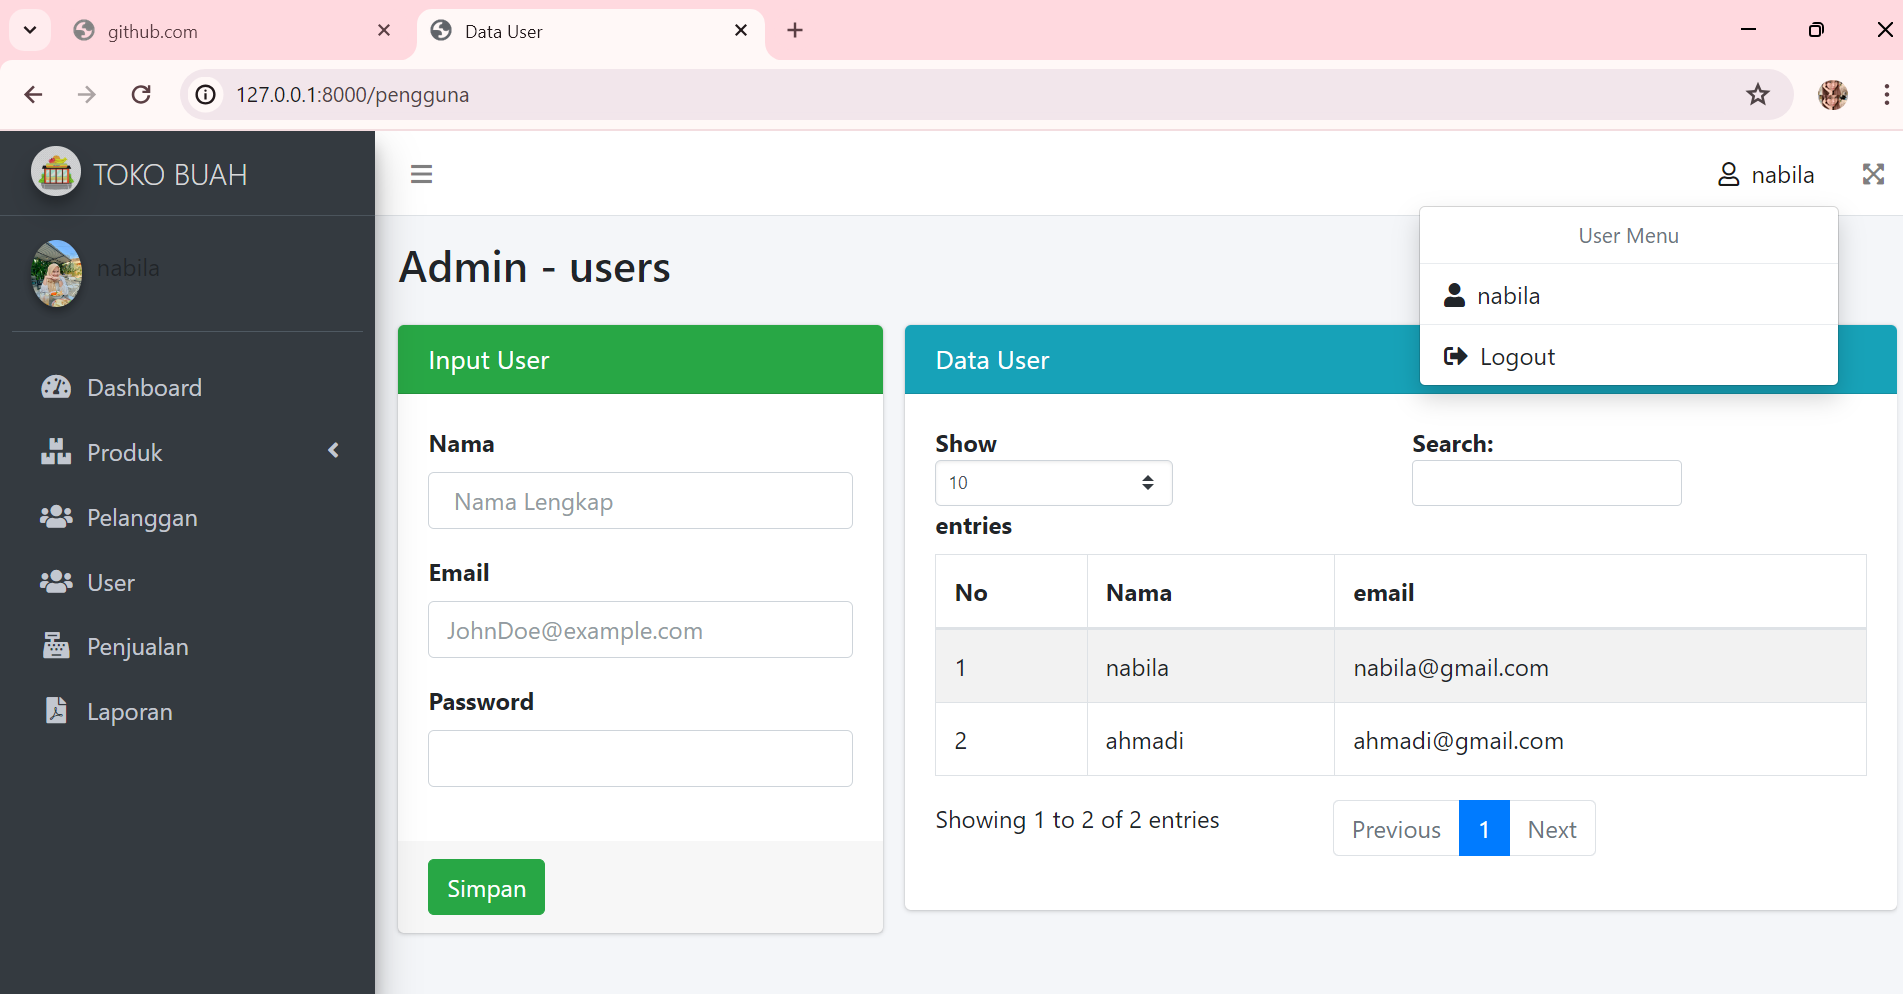 github.com
Data User
127.0.0.1:8000/pengguna
TOKO BUAH
nabila
nabila
User Menu
nabila
Logout
Dashboard
Produk
Pelanggan
User
Penjualan
Laporan
Admin - users
Input User
Nama
Nama Lengkap
Email
JohnDoe@example.com
Password
Simpan
Data User
Show
10
entries
Search:
No Nama email
1 nabila nabila@gmail.com
2 ahmadi ahmadi@gmail.com
Showing 1 to 2 of 2 entries
Previous 1 Next